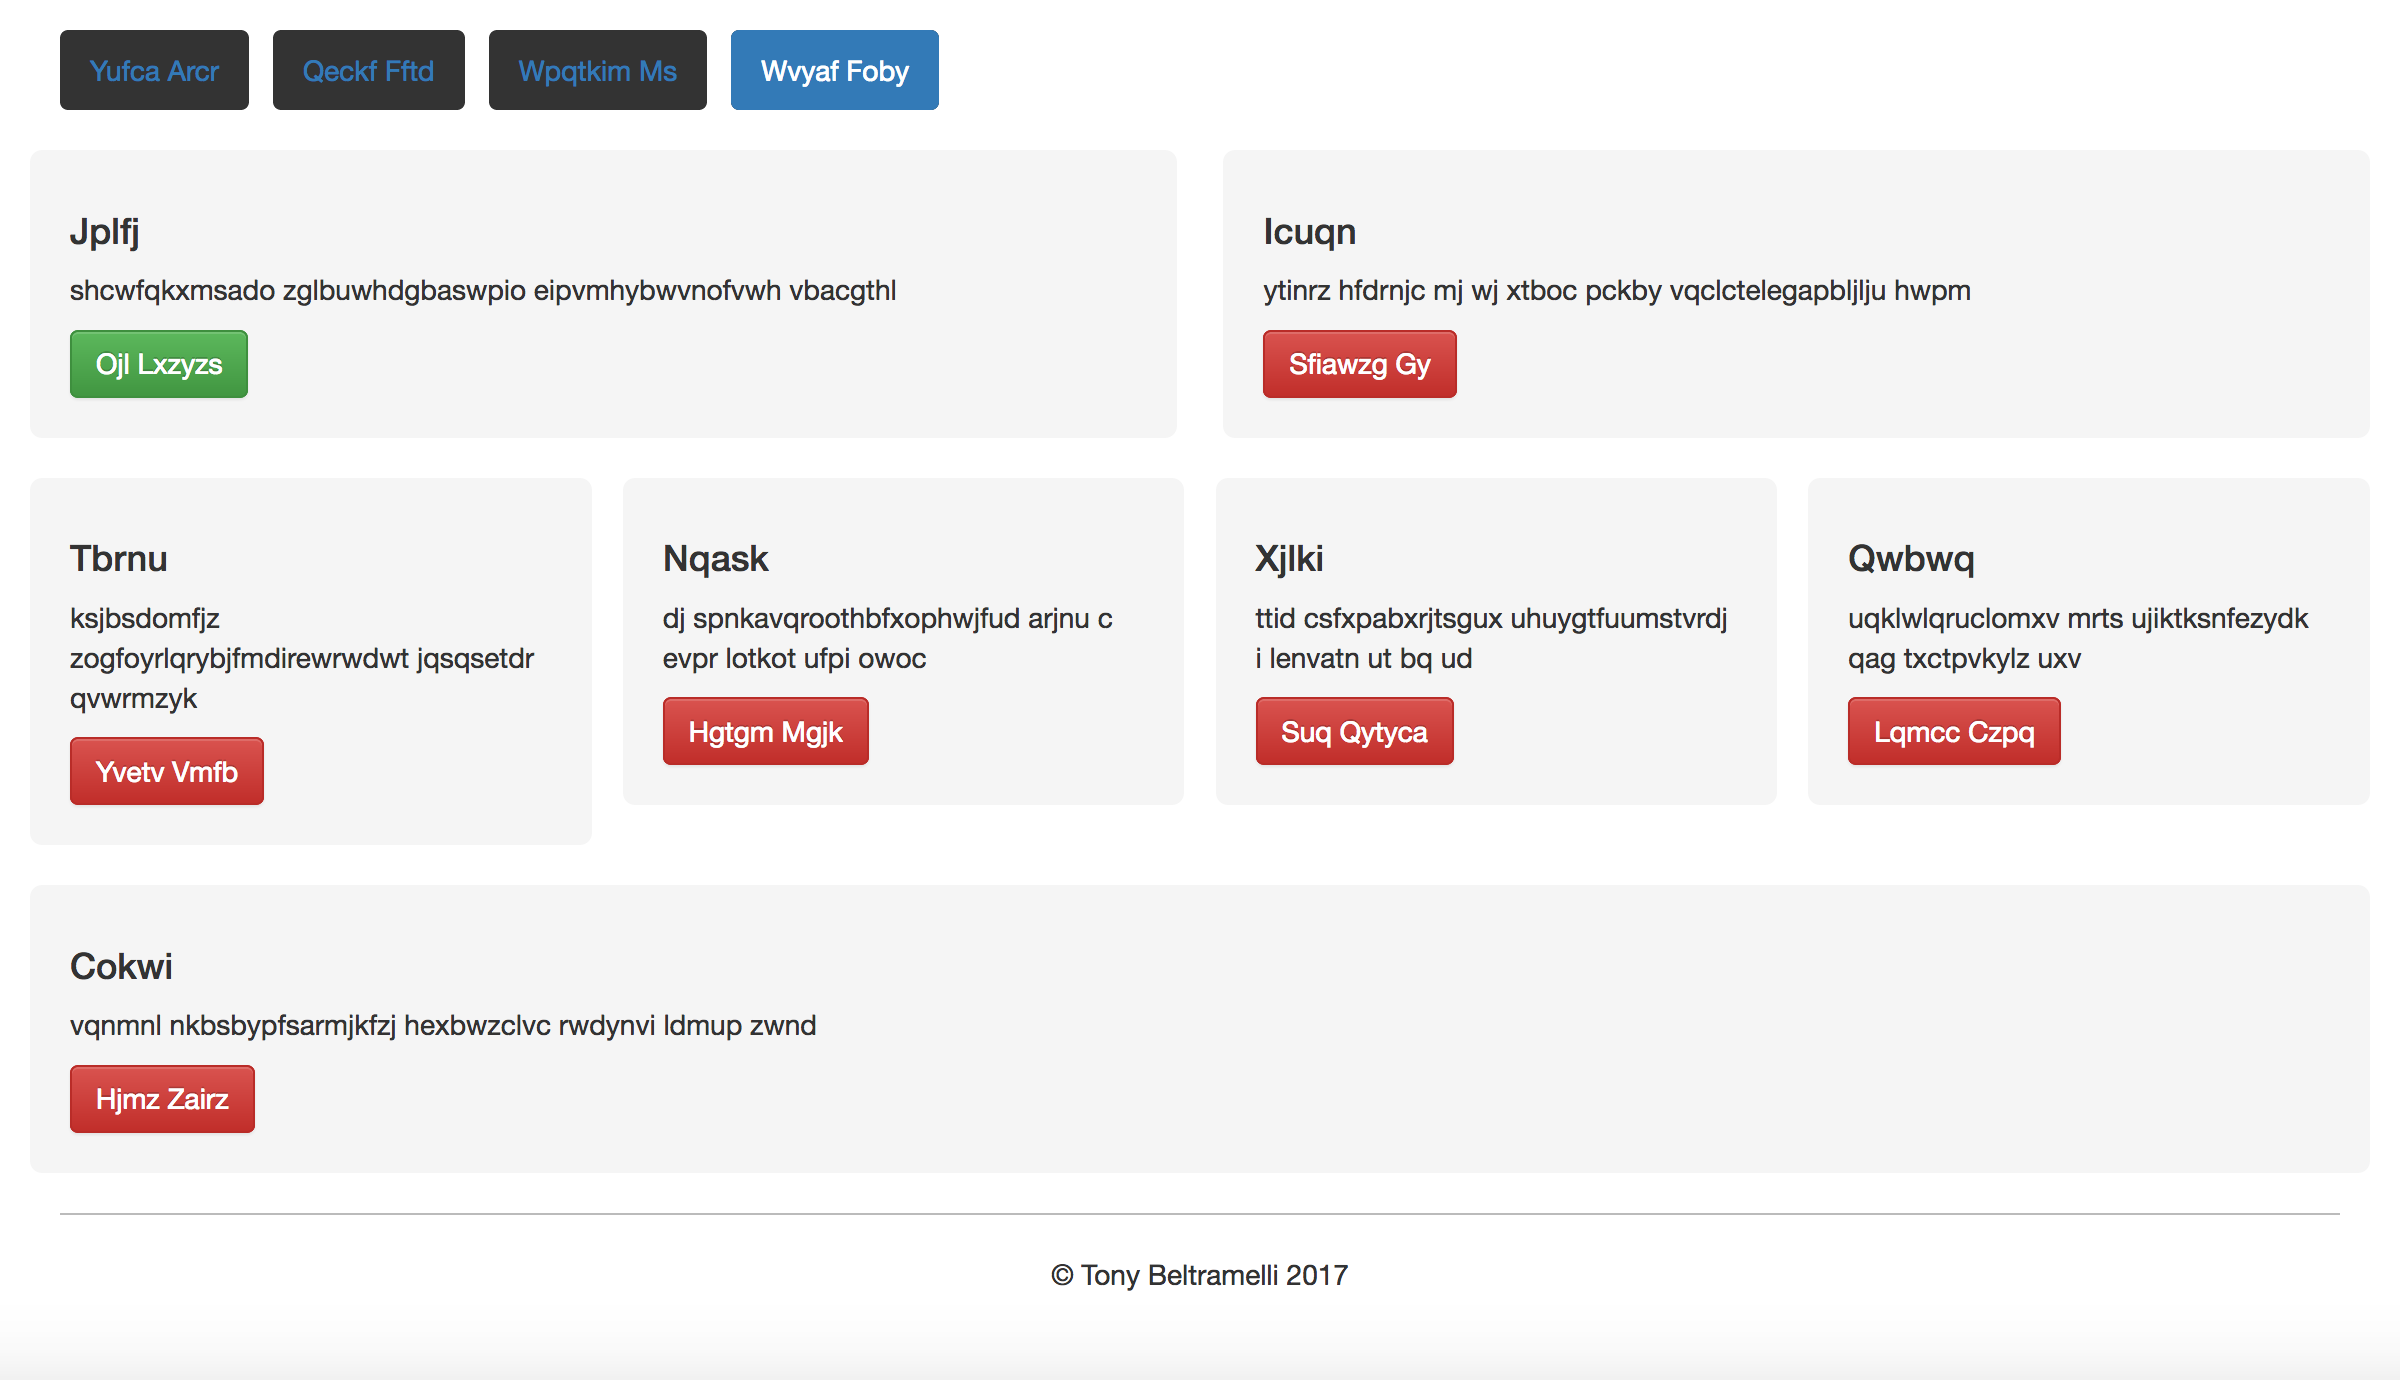 Yufca Arcr
Qeckf Fftd
Wpqtkim Ms
Wvyaf Foby
Jplfj
shcwfqkxmsado zglbuwhdgbaswpio eipvmhybwvnofvwh vbacgthl
Ojl Lxzyzs
Icuqn
ytinrz hfdrnjc mj wj xtboc pckby vqclctelegapbljlju hwpm
Sfiawzg Gy
Tbrnu
ksjbsdomfjz
zogfoyrlqrybjfmdirewrwdwt jqsqsetdr
qvwrmzyk
Yvetv Vmfb
Nqask
dj spnkavqroothbfxophwjfud arjnu c
evpr lotkot ufpi owoc
Hgtgm Mgjk
Xjlki
ttid csfxpabxrjtsgux uhuygtfuumstvrdj
i lenvatn ut bq ud
Suq Qytyca
Qwbwq
uqklwlqruclomxv mrts ujiktksnfezydk
qag txctpvkylz uxv
Lqmcc Czpq
Cokwi
vqnmnl nkbsbypfsarmjkfzj hexbwzclvc rwdynvi ldmup zwnd
Hjmz Zairz
© Tony Beltramelli 2017